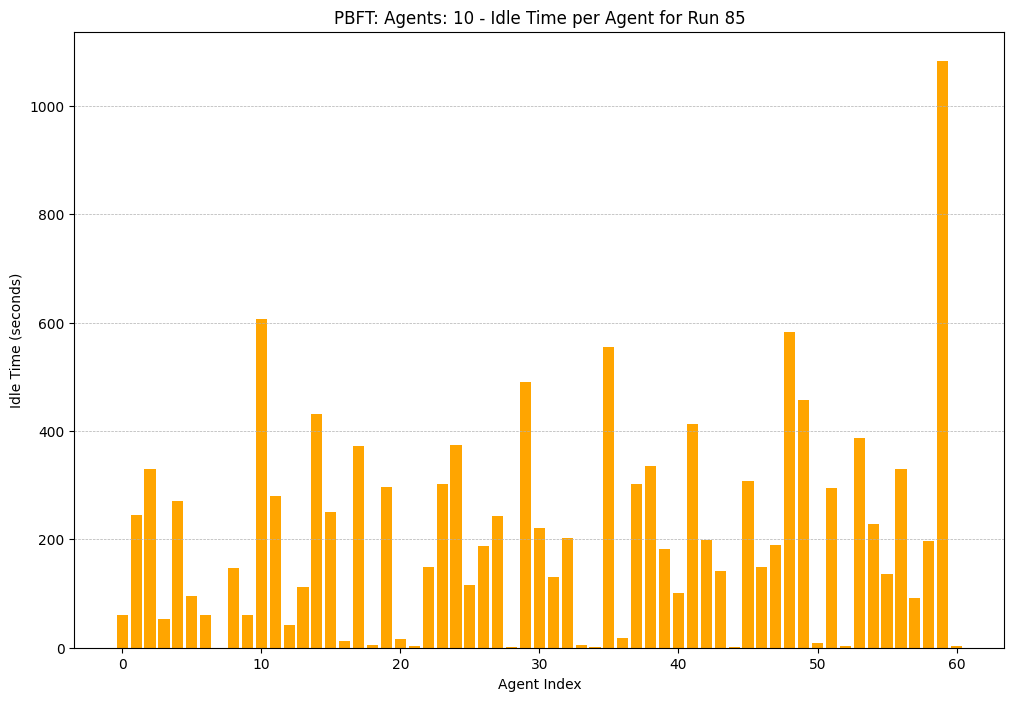 PBFT: Agents: 10 - Idle Time per Agent for Run 85
Idle Time (seconds)
1000
800
600
400
200
0
0 10 20 30 40 50 60
Agent Index